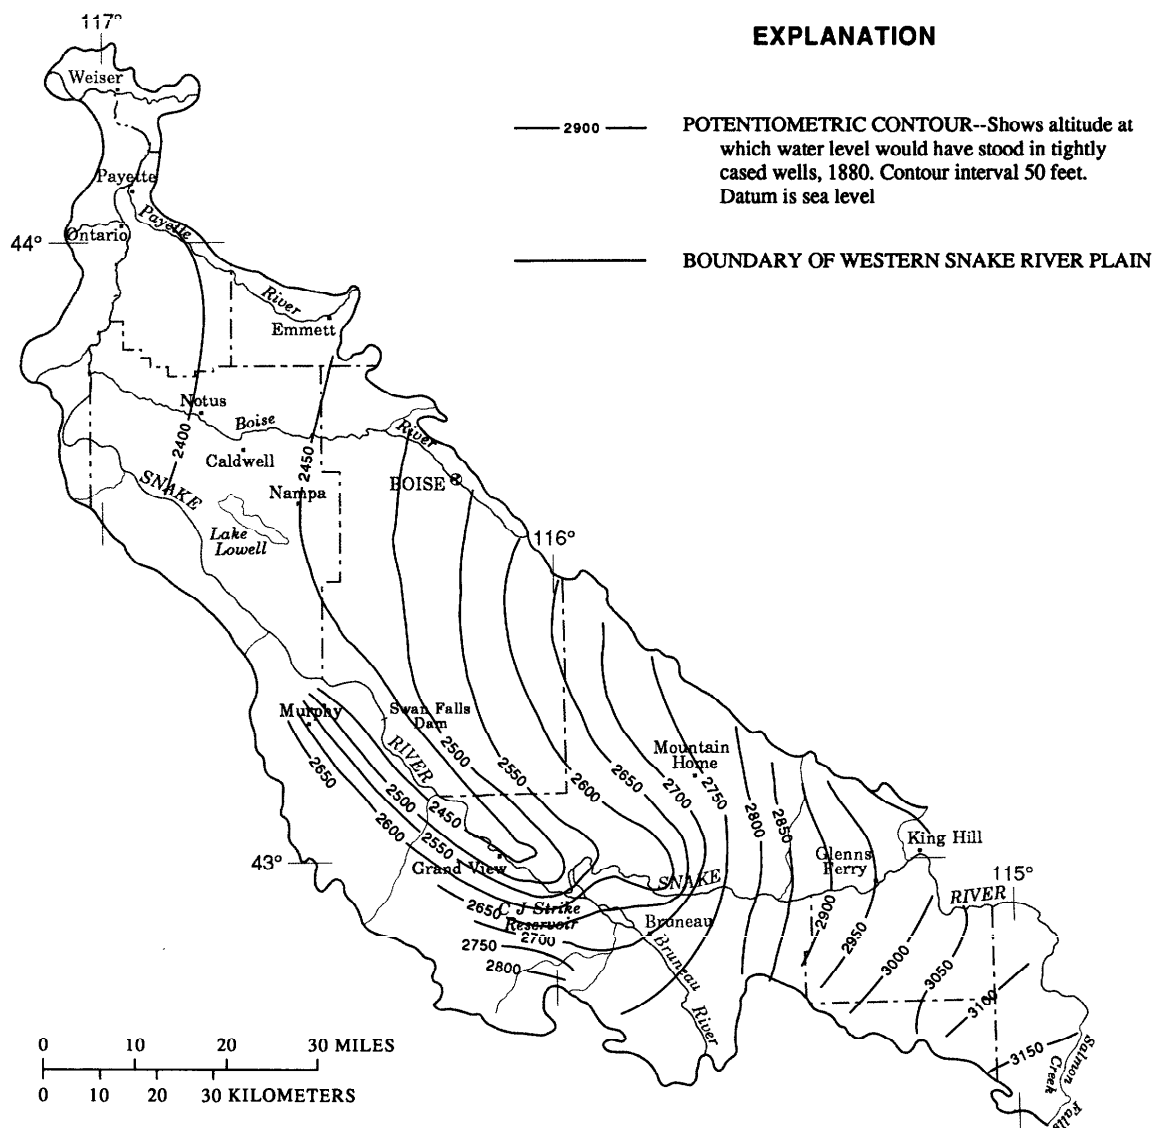 117°
EXPLANATION
Weiser
2900
POTENTIOMETRIC CONTOUR--Shows altitude at
which water level would have stood in tightly
cased wells, 1880. Contour interval 50 feet.
Datum is sea level
Payette
Payette
44°
Ontario
BOUNDARY OF WESTERN SNAKE RIVER PLAIN
River
Emmett
Notus
Boise
River
2400
Caldwell
2450
SNAKE
Nampa
BOISE
Lake
Lowell
116°
Murphy
Swan Falls
Dam
2500
RIVER
2550
Mountain
Home
2650
2600
2650
2700
2750
2500
2450
2600
2550
2800
2850
43°
Grand View
Glenns
Ferry
King Hill
SNAKE
115°
RIVER
2650
C J Strike
Reservoir
2700
2750
2800
Bruneau
Bruneau
River
2900
2950
3000
3050
3100
3150
Salmon
Creek
Falls
0 10 20 30 MILES
0 10 20 30 KILOMETERS